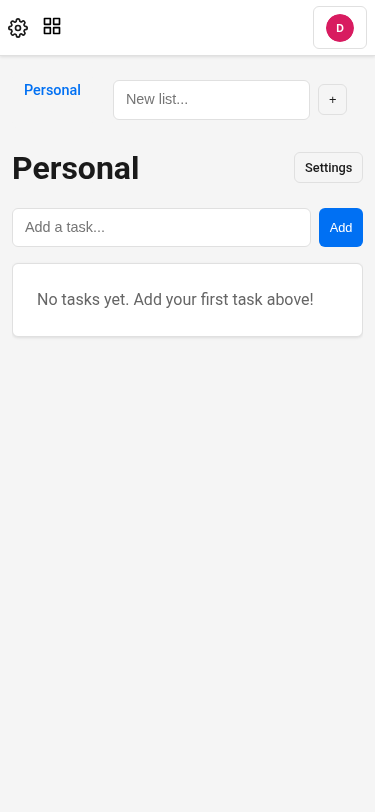 D
Personal
New list...
+
Personal
Settings
Add a task...
Add
No tasks yet. Add your first task above!